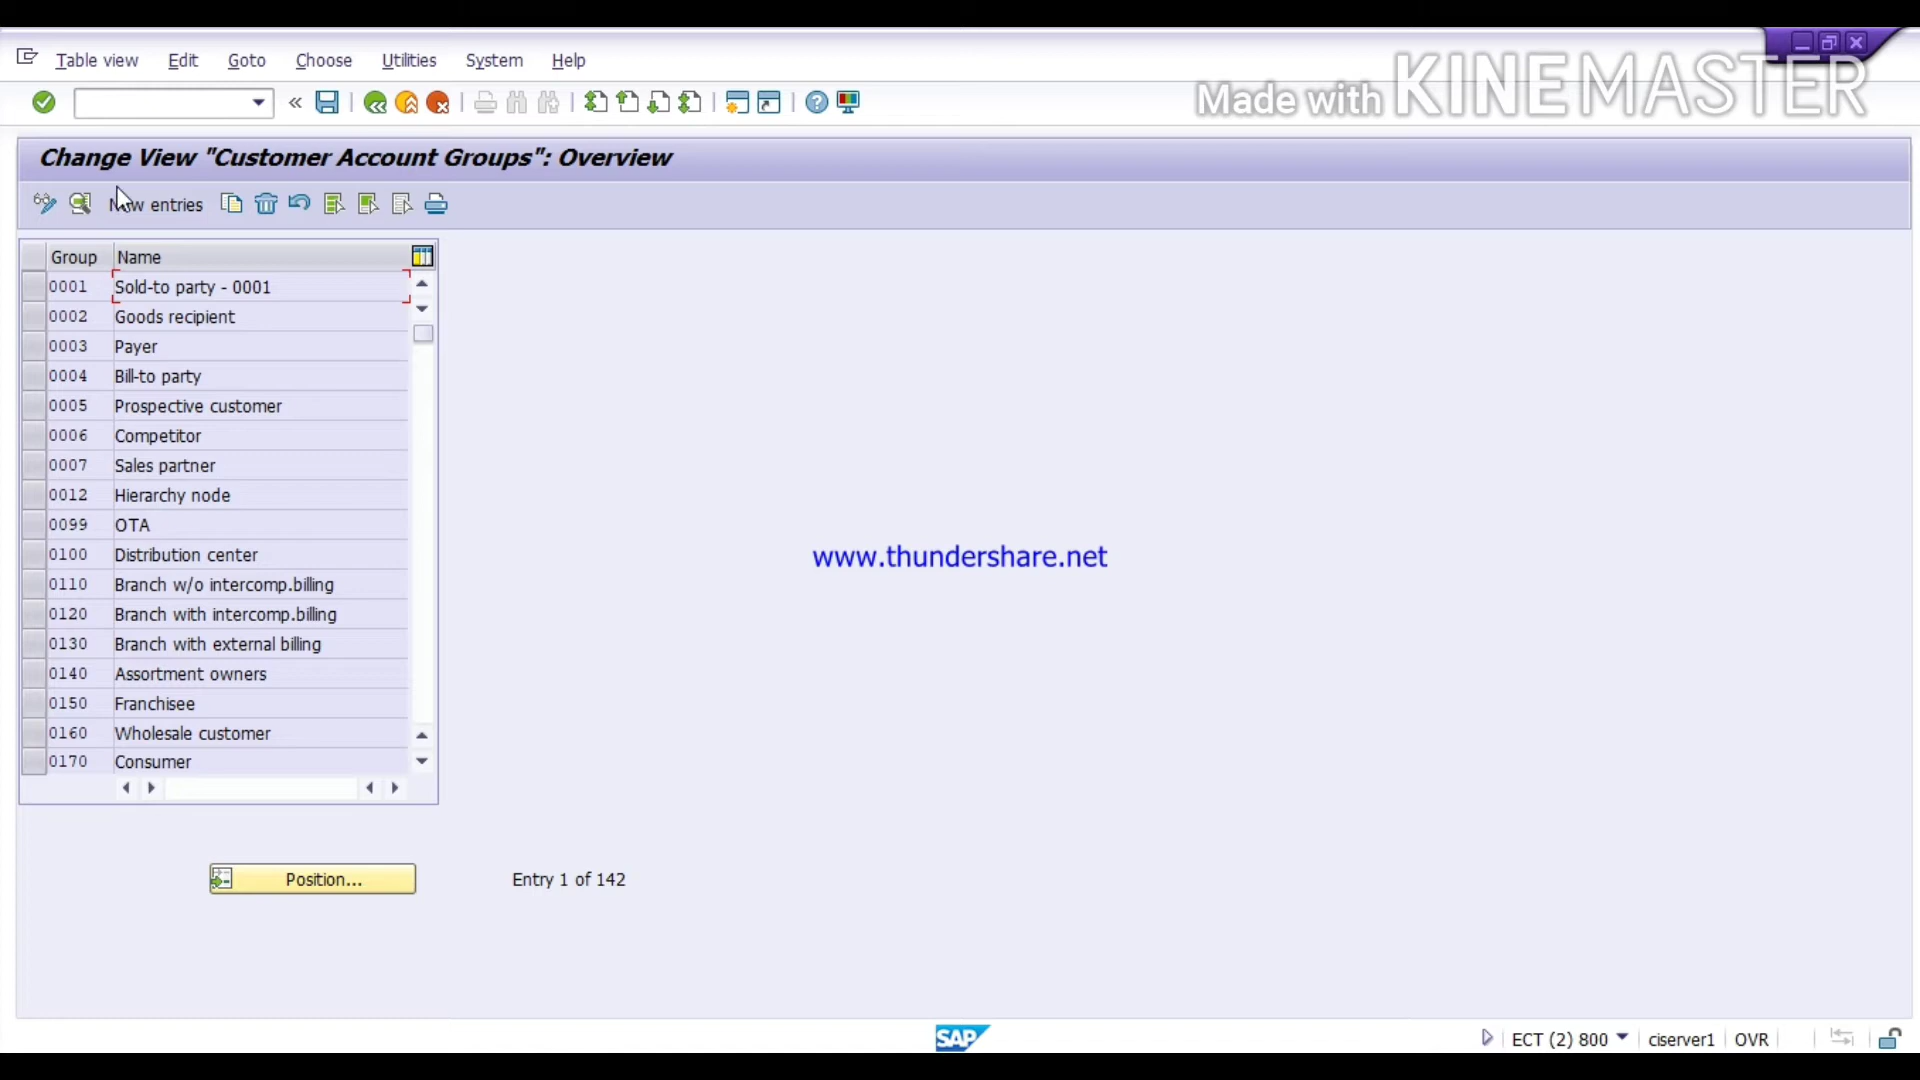 Table view Edit Goto Choose Utilities System Help
Made with KINEMASTER
Change View "Customer Account Groups": Overview
New entries
Group Name
0001 Sold-to party - 0001
0002 Goods recipient
0003 Payer
0004 Bill-to party
0005 Prospective customer
0006 Competitor
0007 Sales partner
0012 Hierarchy node
0099 OTA
0100 Distribution center
0110 Branch w/o intercomp.billing
0120 Branch with intercomp.billing
0130 Branch with external billing
0140 Assortment owners
0150 Franchisee
0160 Wholesale customer
0170 Consumer
www.thundershare.net
Position... Entry 1 of 142
SAP ECT (2) 800 ciserver1 OVR